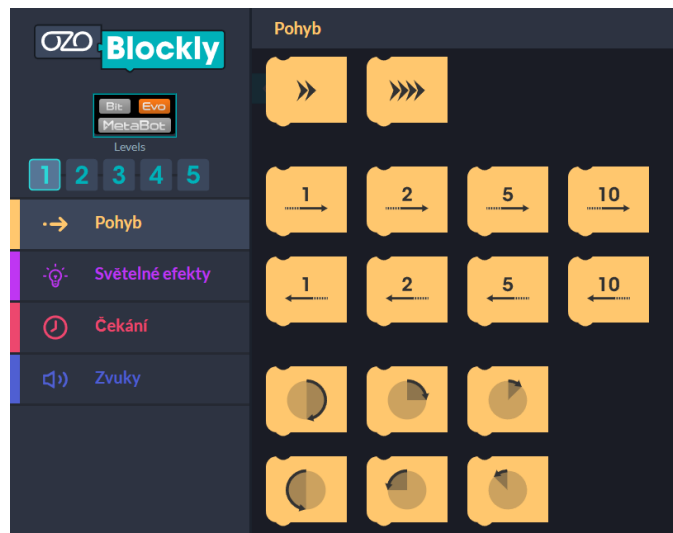 OZO Blockly
Bit Evo
MetaBot
Levels
1 2 3 4 5
Pohyb
Světelné efekty
Čekání
Zvuky
Pohyb
1 2 5 10
1 2 5 10